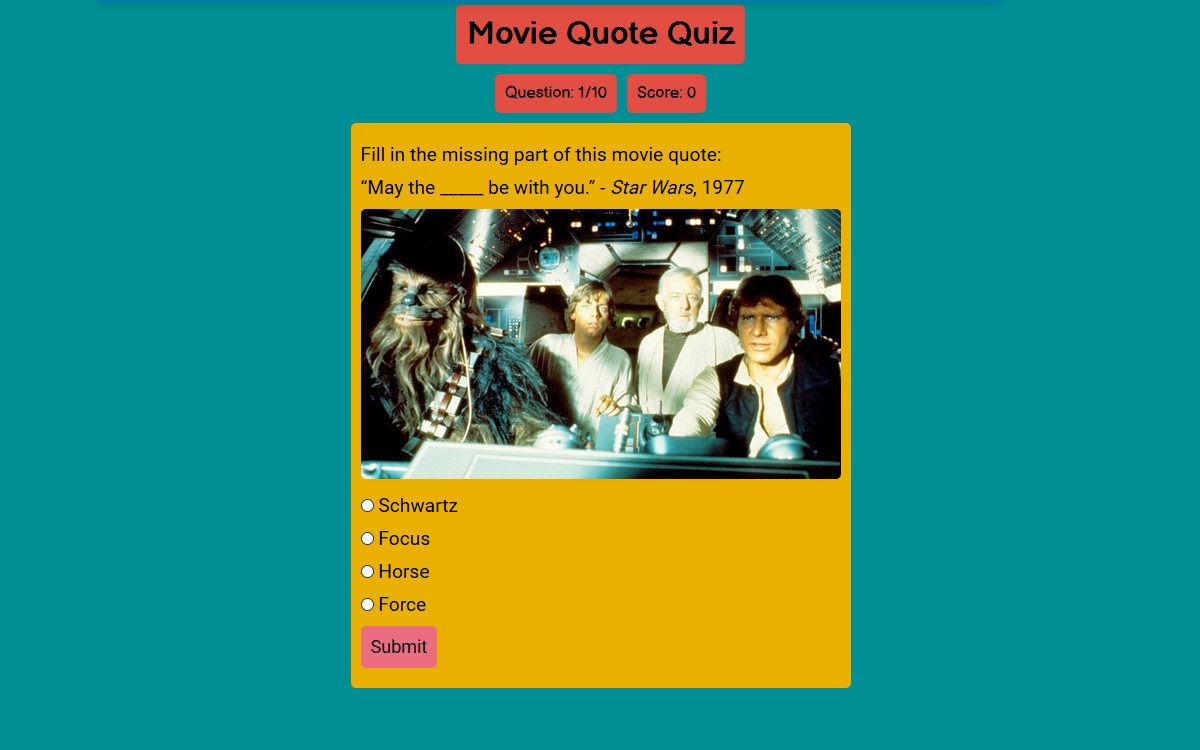 Movie Quote Quiz
Question: 1/10 Score: 0
Fill in the missing part of this movie quote:
“May the _____ be with you.” - Star Wars, 1977
Schwartz
Focus
Horse
Force
Submit